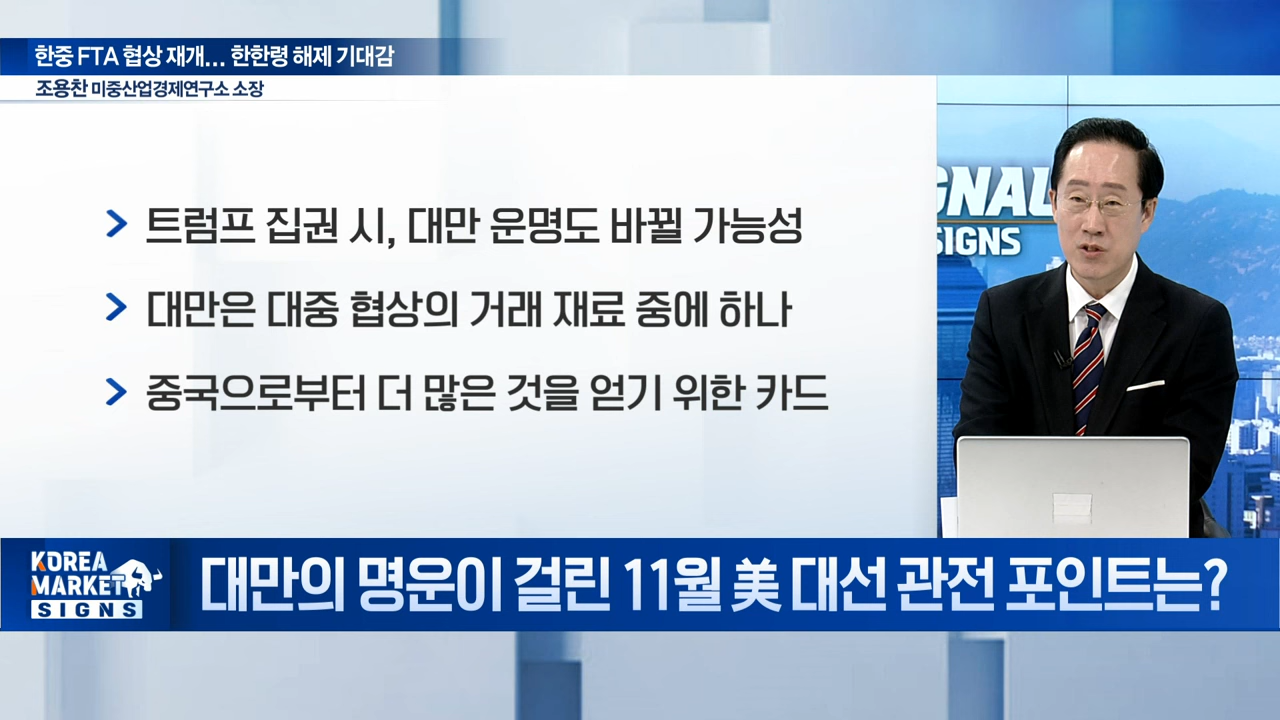 한중 FTA 협상 재개... 한한령 해제 기대감
조용찬 미중산업경제연구소 소장
> 트럼프 집권 시, 대만 운명도 바뀔 가능성
> 대만은 대중 협상의 거래 재료 중에 하나
> 중국으로부터 더 많은 것을 얻기 위한 카드
GNAL
SIGNS
KOREA
MARKET
SIGNS
대만의 명운이 걸린 11월 美 대선 관전 포인트는?